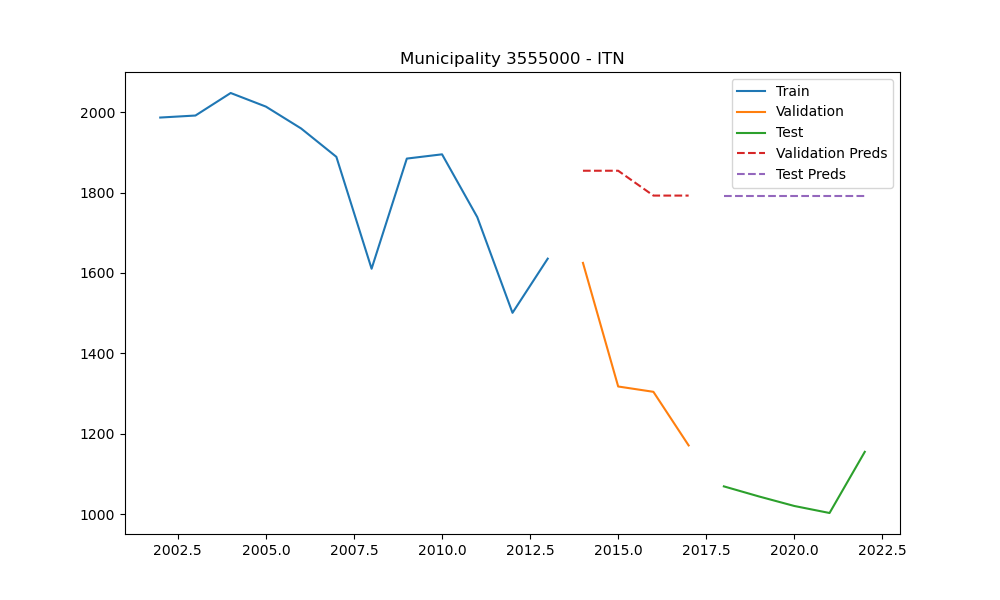 Municipality 3555000 - ITN
Train
Validation
Test
Validation Preds
Test Preds
2000
1800
1600
1400
1200
1000
2002.5 2005.0 2007.5 2010.0 2012.5 2015.0 2017.5 2020.0 2022.5